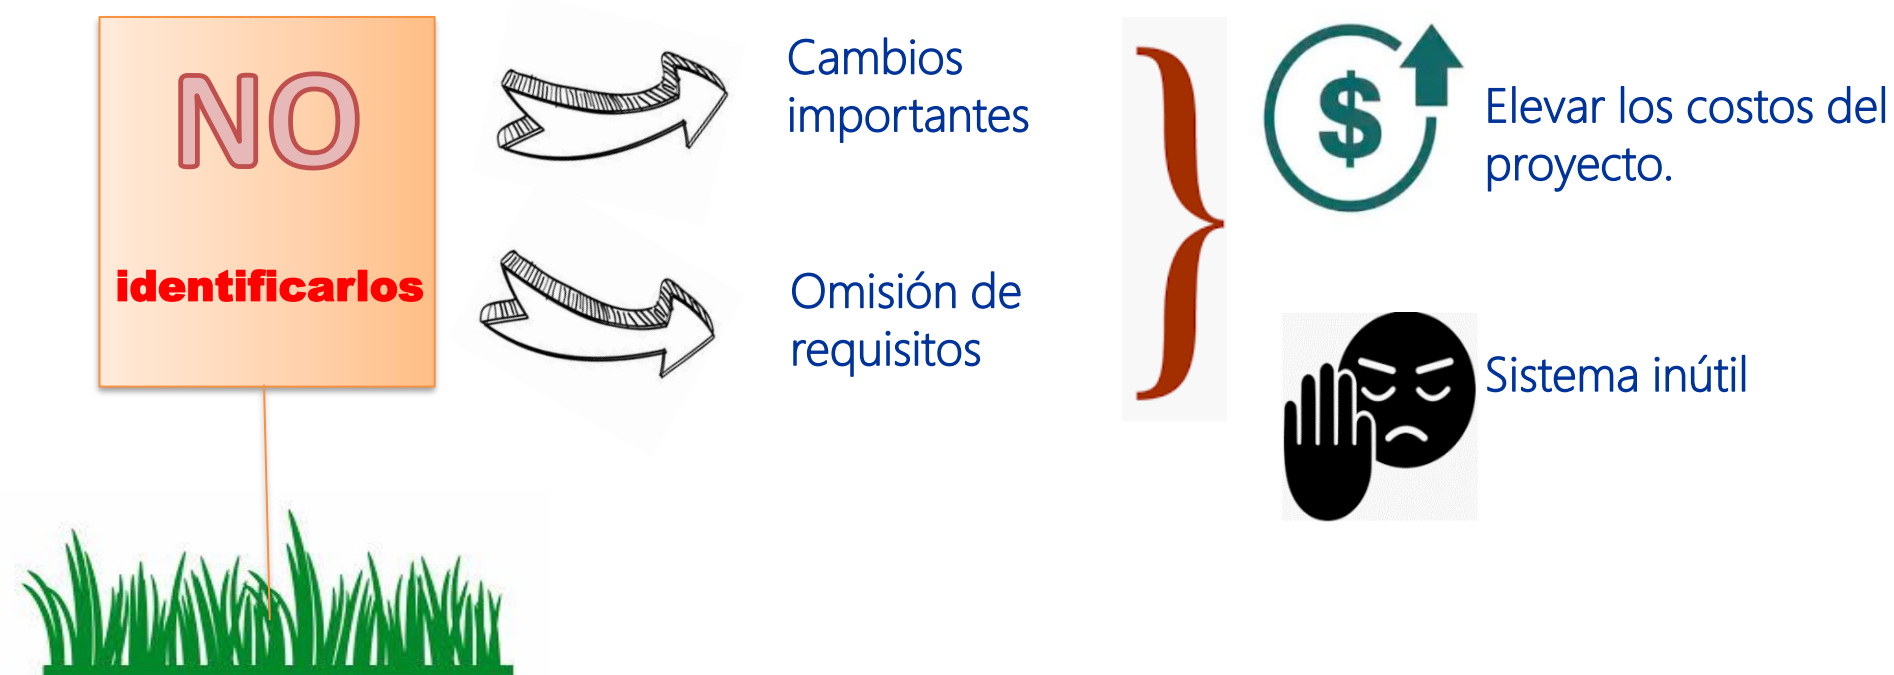 NO
identificarlos
Cambios
importantes
Omisión de
requisitos
$
Elevar los costos del
proyecto.
Sistema inútil